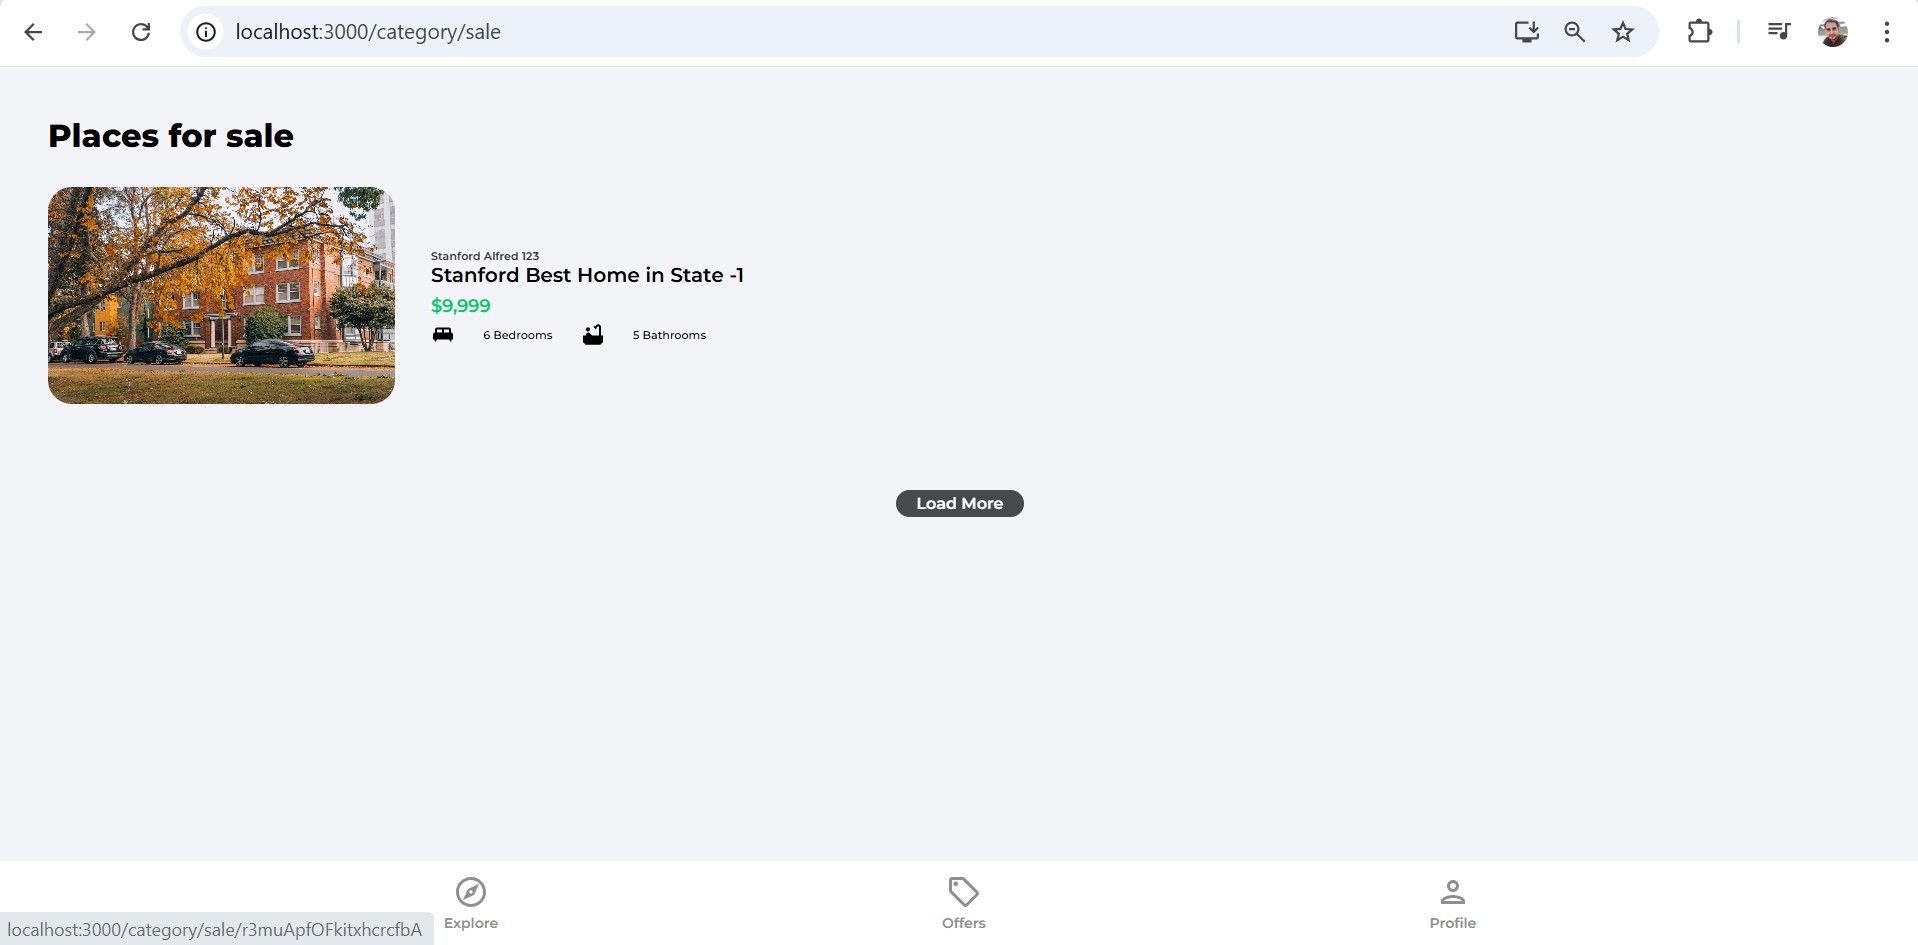 localhost:3000/category/sale
Places for sale
Stanford Alfred 123
Stanford Best Home in State -1
$9,999
6 Bedrooms 5 Bathrooms
Load More
Explore Offers Profile
localhost:3000/category/sale/r3muApfOFkitxhcrcfbA